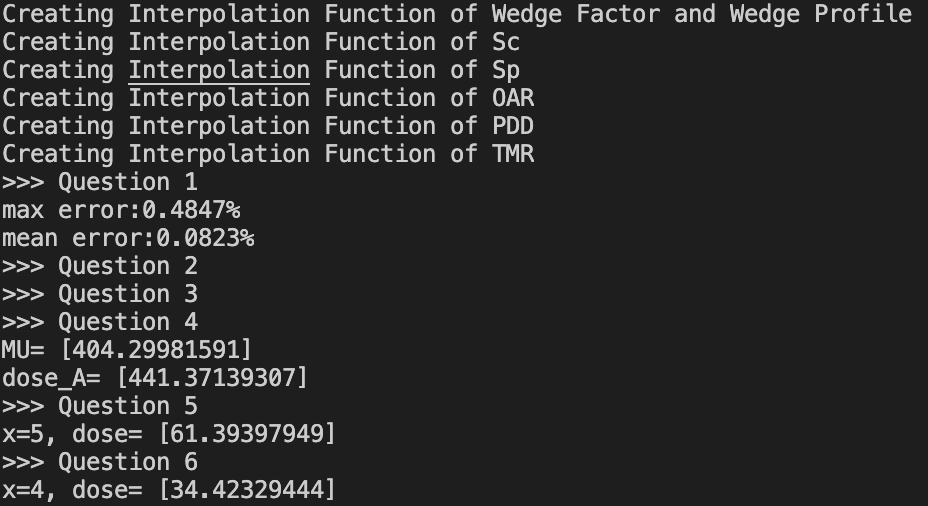 Creating Interpolation Function of Wedge Factor and Wedge Profile
Creating Interpolation Function of Sc
Creating Interpolation Function of Sp
Creating Interpolation Function of OAR
Creating Interpolation Function of PDD
Creating Interpolation Function of TMR
>>> Question 1
max error:0.4847%
mean error:0.0823%
>>> Question 2
>>> Question 3
>>> Question 4
MU= [404.29981591]
dose_A= [441.37139307]
>>> Question 5
x=5, dose= [61.39397949]
>>> Question 6
x=4, dose= [34.42329444]